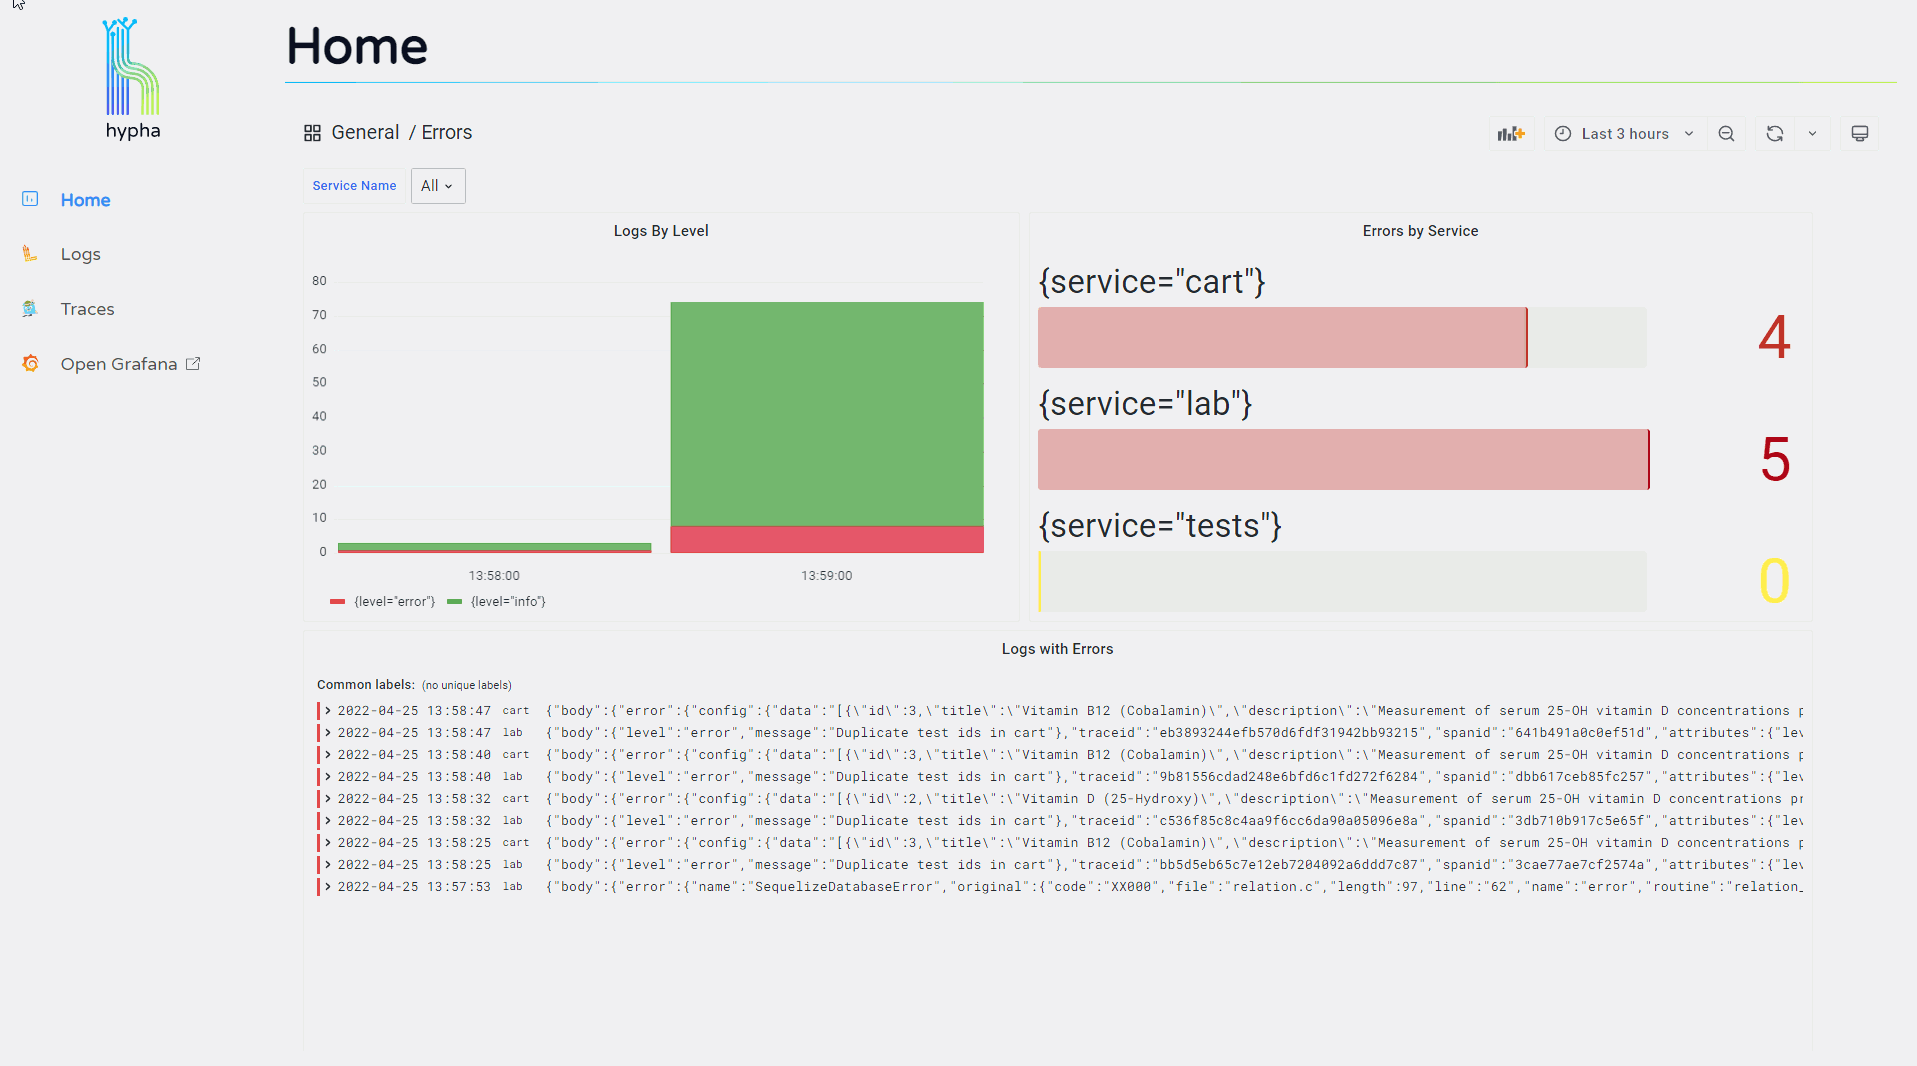 hypha
Home
Logs
Traces
Open Grafana
Home
General / Errors
Last 3 hours
Service Name
All
Logs By Level
80
70
60
50
40
30
20
10
0
13:58:00
13:59:00
{level="error"} {level="info"}
Errors by Service
{service="cart"}
4
{service="lab"}
5
{service="tests"}
0
Logs with Errors
Common labels: (no unique labels)
2022-04-25 13:58:47 cart {"body":{"error":{"config":{"data":"[{\"id\":3,\"title\":\"Vitamin B12 (Cobalamin)\",\"description\":\"Measurement of serum 25-OH vitamin D concentrations p
2022-04-25 13:58:47 lab {"body":{"level":"error","message":"Duplicate test ids in cart"},"traceid":"eb3893244efb570d6fdf31942bb93215","spanid":"641b491a0c0ef51d","attributes":{"lev
2022-04-25 13:58:40 cart {"body":{"error":{"config":{"data":"[{\"id\":3,\"title\":\"Vitamin B12 (Cobalamin)\",\"description\":\"Measurement of serum 25-OH vitamin D concentrations p
2022-04-25 13:58:40 lab {"body":{"level":"error","message":"Duplicate test ids in cart"},"traceid":"9b81556cdad248e6bfd6c1fd272f6284","spanid":"dbb617ceb85fc257","attributes":{"lev
2022-04-25 13:58:32 cart {"body":{"error":{"config":{"data":"[{\"id\":2,\"title\":\"Vitamin D (25-Hydroxy)\",\"description\":\"Measurement of serum 25-OH vitamin D concentrations pr
2022-04-25 13:58:32 lab {"body":{"level":"error","message":"Duplicate test ids in cart"},"traceid":"c536f85c8c4aa9f6cc6da90a05096e8a","spanid":"3db710b917c5e65f","attributes":{"lev
2022-04-25 13:58:25 cart {"body":{"error":{"config":{"data":"[{\"id\":3,\"title\":\"Vitamin B12 (Cobalamin)\",\"description\":\"Measurement of serum 25-OH vitamin D concentrations p
2022-04-25 13:58:25 lab {"body":{"level":"error","message":"Duplicate test ids in cart"},"traceid":"bb5d5eb65c7e12eb7204092a6ddd7c87","spanid":"3cae77ae7cf2574a","attributes":{"lev
2022-04-25 13:57:53 lab {"body":{"error":{"name":"SequelizeDatabaseError","original":{"code":"XX000","file":"relation.c","length":97,"line":"62","name":"error","routine":"relation_